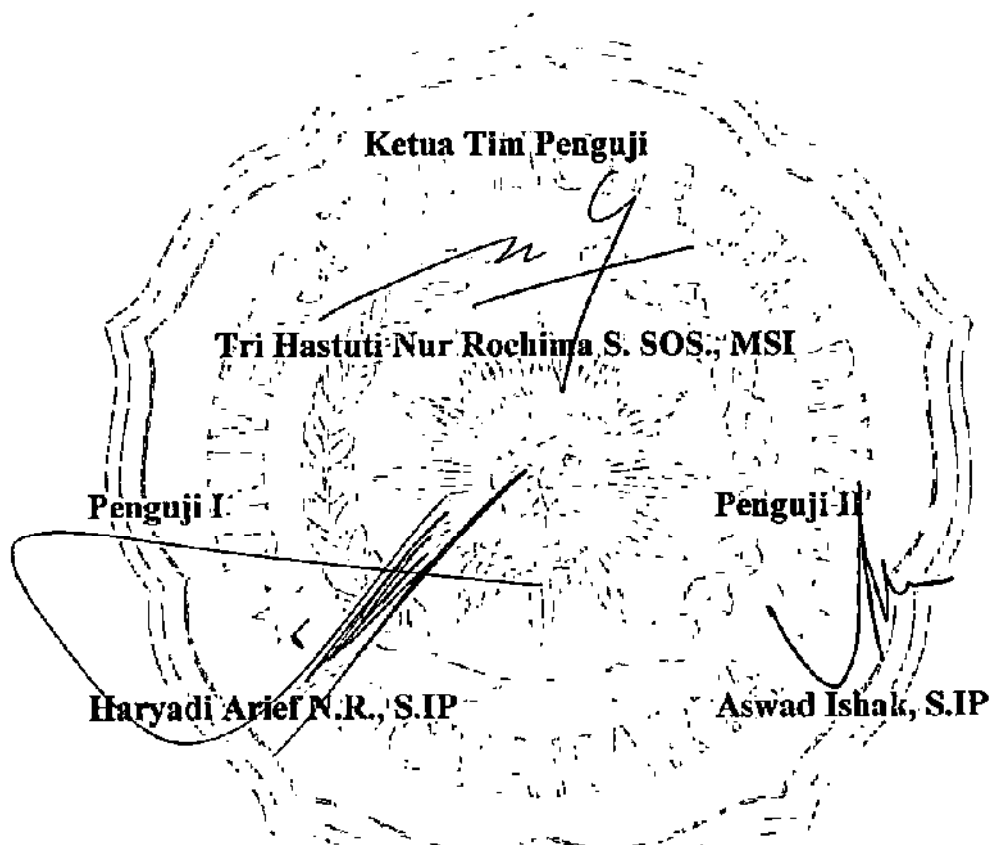 Ketua Tim Penguji
Tri Hastuti Nur Rochima S. SOS., MSI
Penguji I
Penguji II
Haryadi Arief N.R., S.IP
Aswad Ishak, S.IP